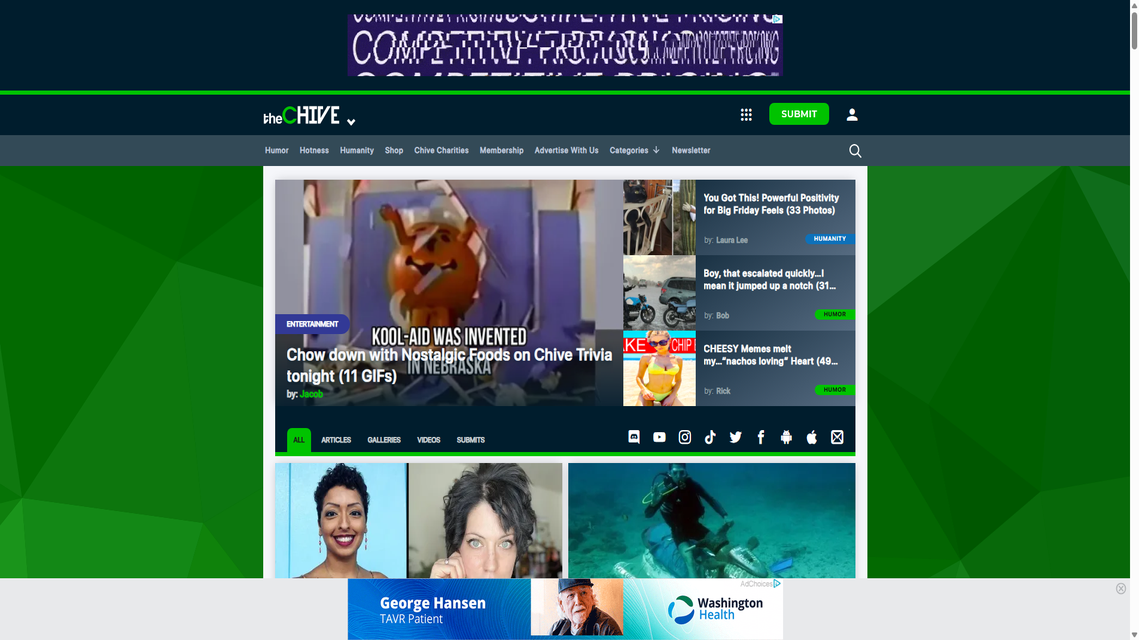 COMPETITIVE PRICING
theCHIVE
SUBMIT
Humor Hotness Humanity Shop Chive Charities Membership Advertise With Us Categories Newsletter
KOOL-AID WAS INVENTED
IN NEBRASKA
ENTERTAINMENT
Chow down with Nostalgic Foods on Chive Trivia
tonight (11 GIFs)
by: Jacob
You Got This! Powerful Positivity
for Big Friday Feels (33 Photos)
by: Laura Lee
HUMANITY
Boy, that escalated quickly...I
mean it jumped up a notch (31...
by: Bob
HUMOR
CHIP
CHEESY Memes melt
my...“nachos loving” Heart (49...
by: Rick
HUMOR
ALL ARTICLES GALLERIES VIDEOS SUBMITS
George Hansen
TAVR Patient
AdChoices
Washington
Health